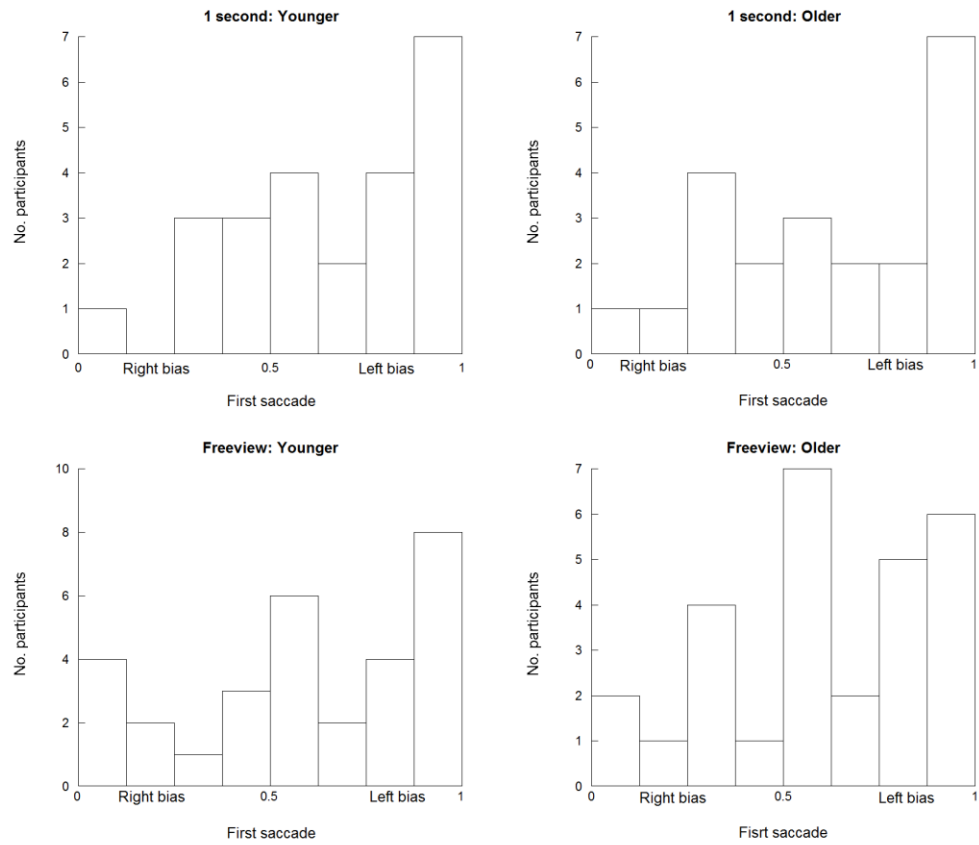 1 second: Younger
7
6
5
4
3
2
1
0
No. participants
0 Right bias 0.5 Left bias 1
First saccade
1 second: Older
7
6
5
4
3
2
1
0
No. participants
0 Right bias 0.5 Left bias 1
First saccade
Freeview: Younger
10
8
6
4
2
0
No. participants
0 Right bias 0.5 Left bias 1
First saccade
Freeview: Older
7
6
5
4
3
2
1
0
No. participants
0 Right bias 0.5 Left bias 1
Fisrt saccade